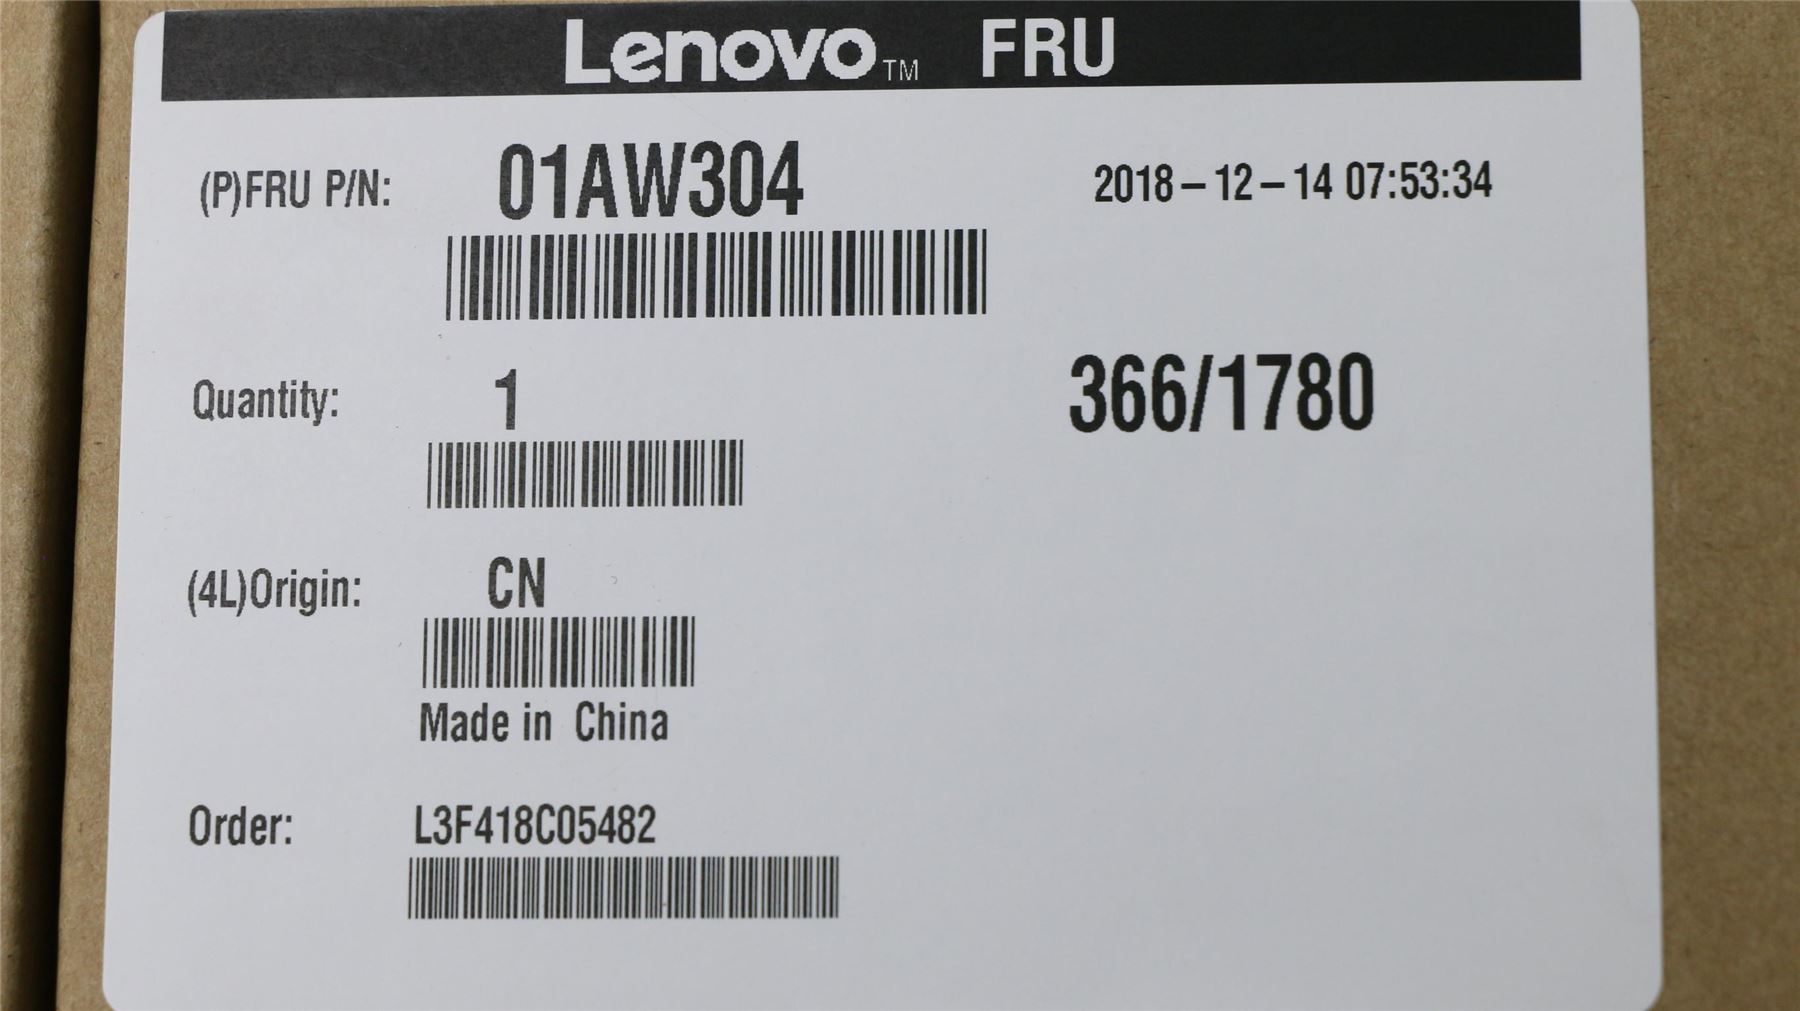 Lenovo™ FRU
(P)FRU P/N: 01AW304 2018-12-14 07:53:34
Quantity: 1 366/1780
(4L)Origin: CN
Made in China
Order: L3F418C05482